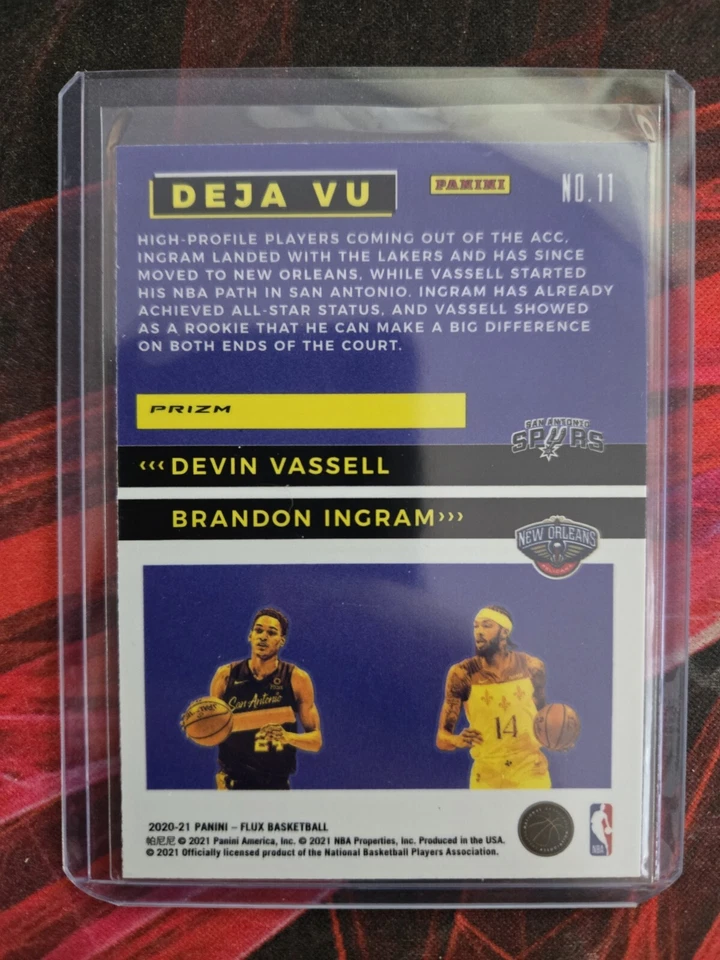 DEJA VU
PANINI
NO.11
HIGH-PROFILE PLAYERS COMING OUT OF THE ACC,
INGRAM LANDED WITH THE LAKERS AND HAS SINCE
MOVED TO NEW ORLEANS, WHILE VASSELL STARTED
HIS NBA PATH IN SAN ANTONIO. INGRAM HAS ALREADY
ACHIEVED ALL-STAR STATUS, AND VASSELL SHOWED
AS A ROOKIE THAT HE CAN MAKE A BIG DIFFERENCE
ON BOTH ENDS OF THE COURT.
PRIZM
SAN ANTONIO
SPURS
‹‹‹ DEVIN VASSELL
BRANDON INGRAM›››
NEW ORLEANS
PELICANS
San Antonio
24
14
2020-21 PANINI – FLUX BASKETBALL
帕尼尼 © 2021 Panini America, Inc. © 2021 NBA Properties, Inc. Produced in the USA.
© 2021 Officially licensed product of the National Basketball Players Association.
NBA